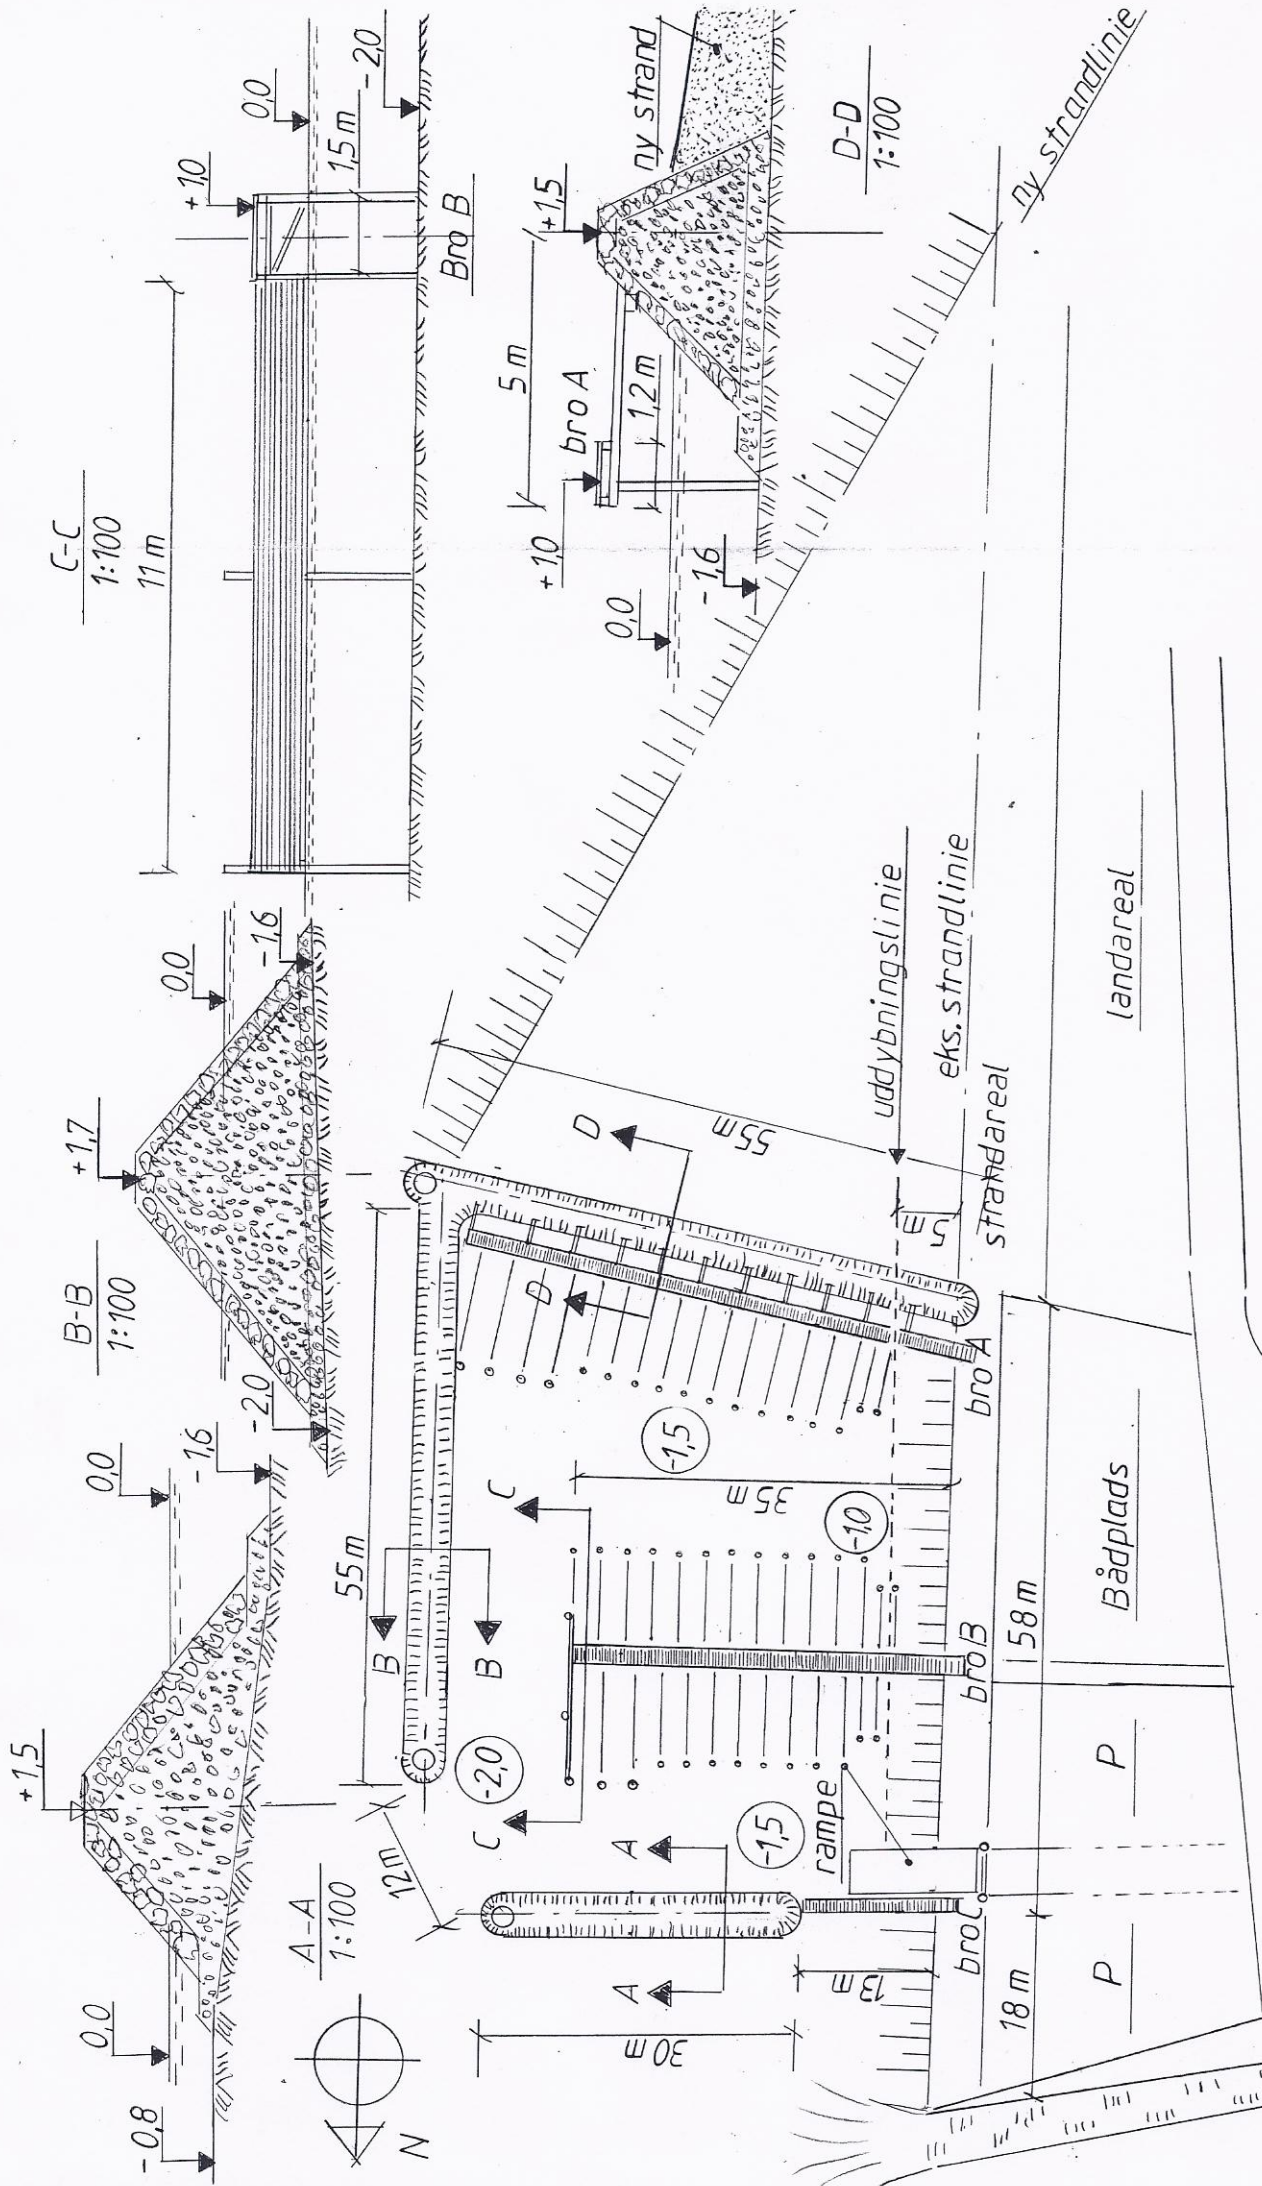 A-A
1:100
+1,5
0,0
-0,8
0,0
-1,6
B-B
1:100
+1,7
0,0
-1,6
-2,0
C-C
1:100
11 m
+1,0
0,0
1,5 m
-2,0
Bro B
5 m
+1,5
ny strand
bro A
+1,0
1,2 m
0,0
-1,6
D-D
1:100
N
12 m
55 m
B
B
C
C
D
D
A
A
-2,0
-1,5
-1,5
-1,0
55 m
35 m
5 m
30 m
13 m
rampe
uddybningslinie
eks. strandlinie
strandareal
ny strandlinie
bro A
bro B
bro C
18 m
58 m
P
P
Bådplads
landareal